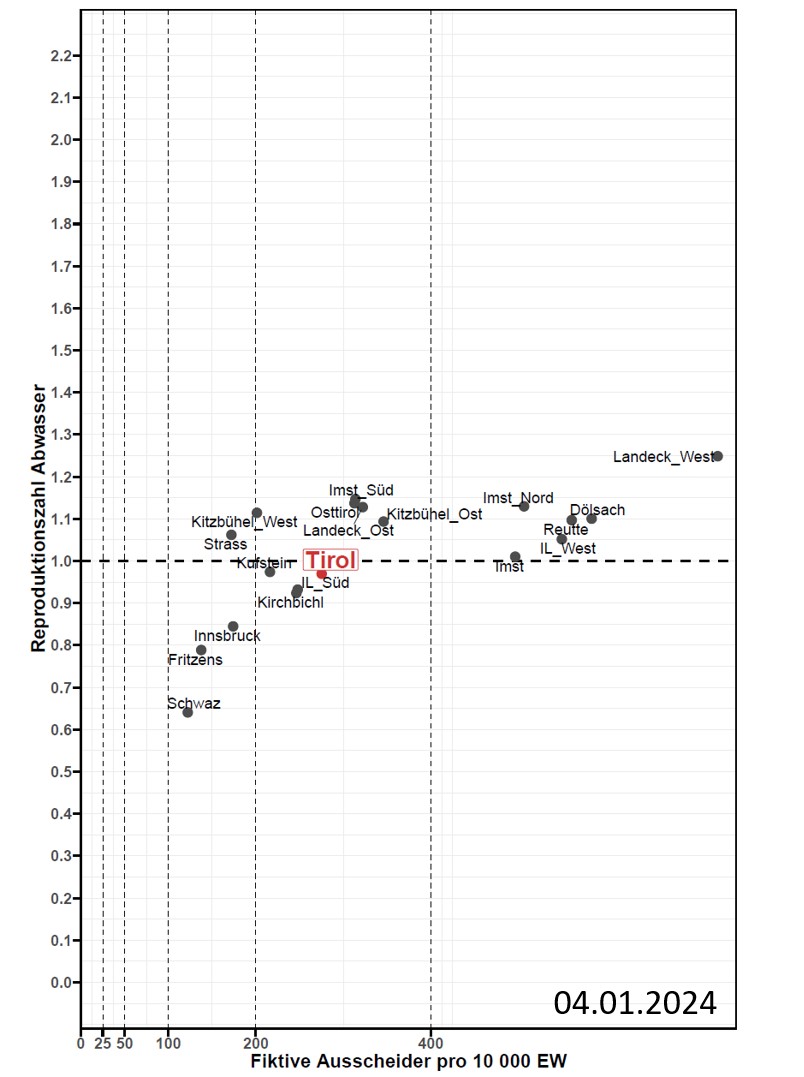 2.2
2.1
2.0
1.9
1.8
1.7
1.6
1.5
1.4
1.3
1.2
1.1
1.0
0.9
0.8
0.7
0.6
0.5
0.4
0.3
0.2
0.1
0.0
Reproduktionszahl Abwasser
Landeck_West
Imst_Süd
Imst_Nord
Osttirol
Kitzbühel_Ost
Dölsach
Kitzbühel_West
Landeck_Ost
Reutte
Strass
IL_West
Kufstein
Tirol
Imst
IL_Süd
Kirchbichl
Innsbruck
Fritzens
Schwaz
04.01.2024
0 25 50 100 200 400
Fiktive Ausscheider pro 10 000 EW